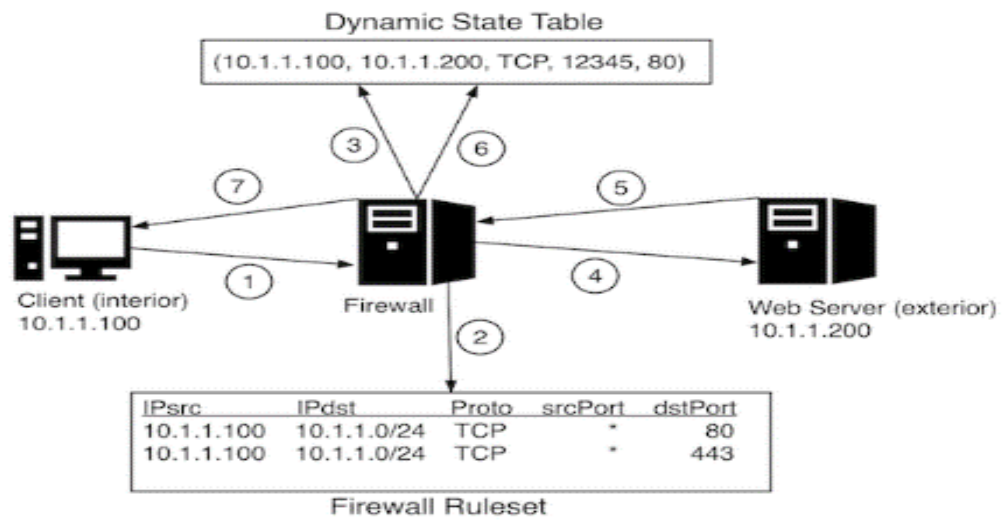 Dynamic State Table
(10.1.1.100, 10.1.1.200, TCP, 12345, 80)
3
6
7
5
1
4
Client (interior)
10.1.1.100
Firewall
Web Server (exterior)
10.1.1.200
2
IPsrc IPdst Proto srcPort dstPort
10.1.1.100 10.1.1.0/24 TCP * 80
10.1.1.100 10.1.1.0/24 TCP * 443
Firewall Ruleset